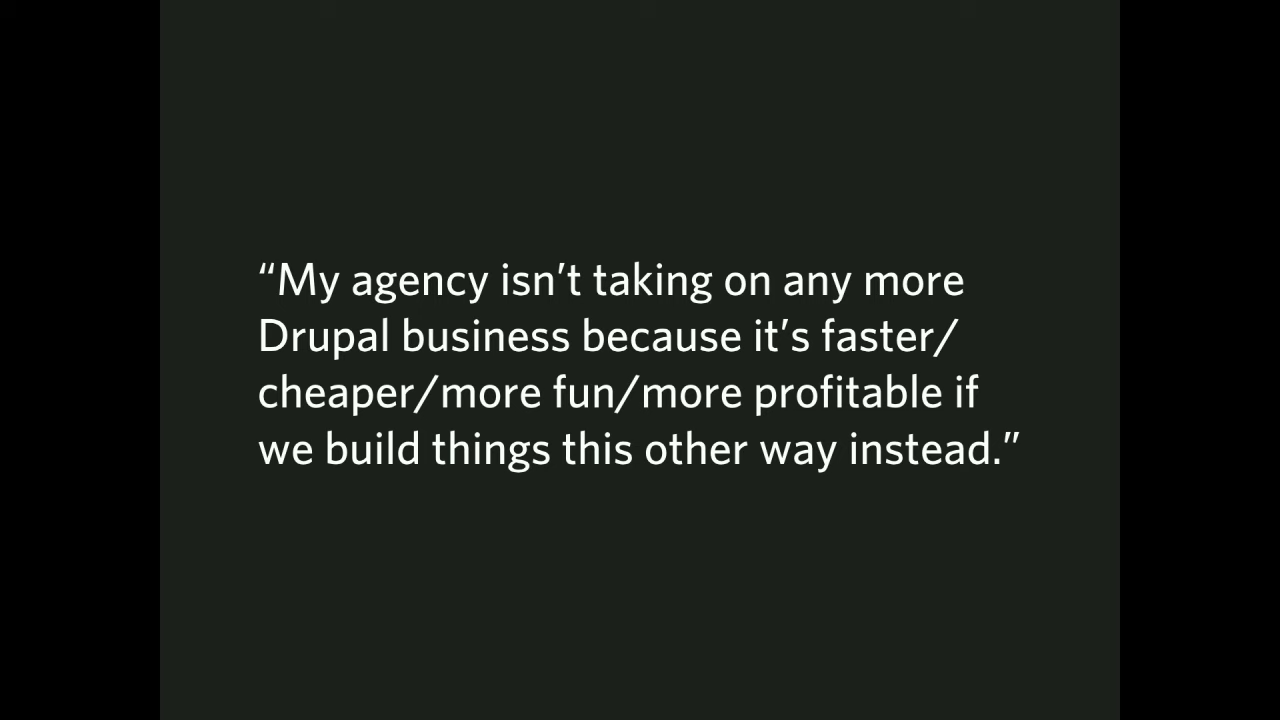 “My agency isn’t taking on any more
Drupal business because it’s faster/
cheaper/more fun/more profitable if
we build things this other way instead.”